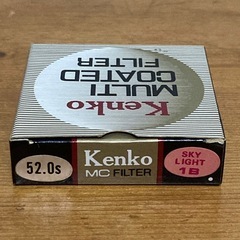 Kenko
MULTI
COATED
FILTER
52.0s
Kenko
MC FILTER
SKY
LIGHT
1B